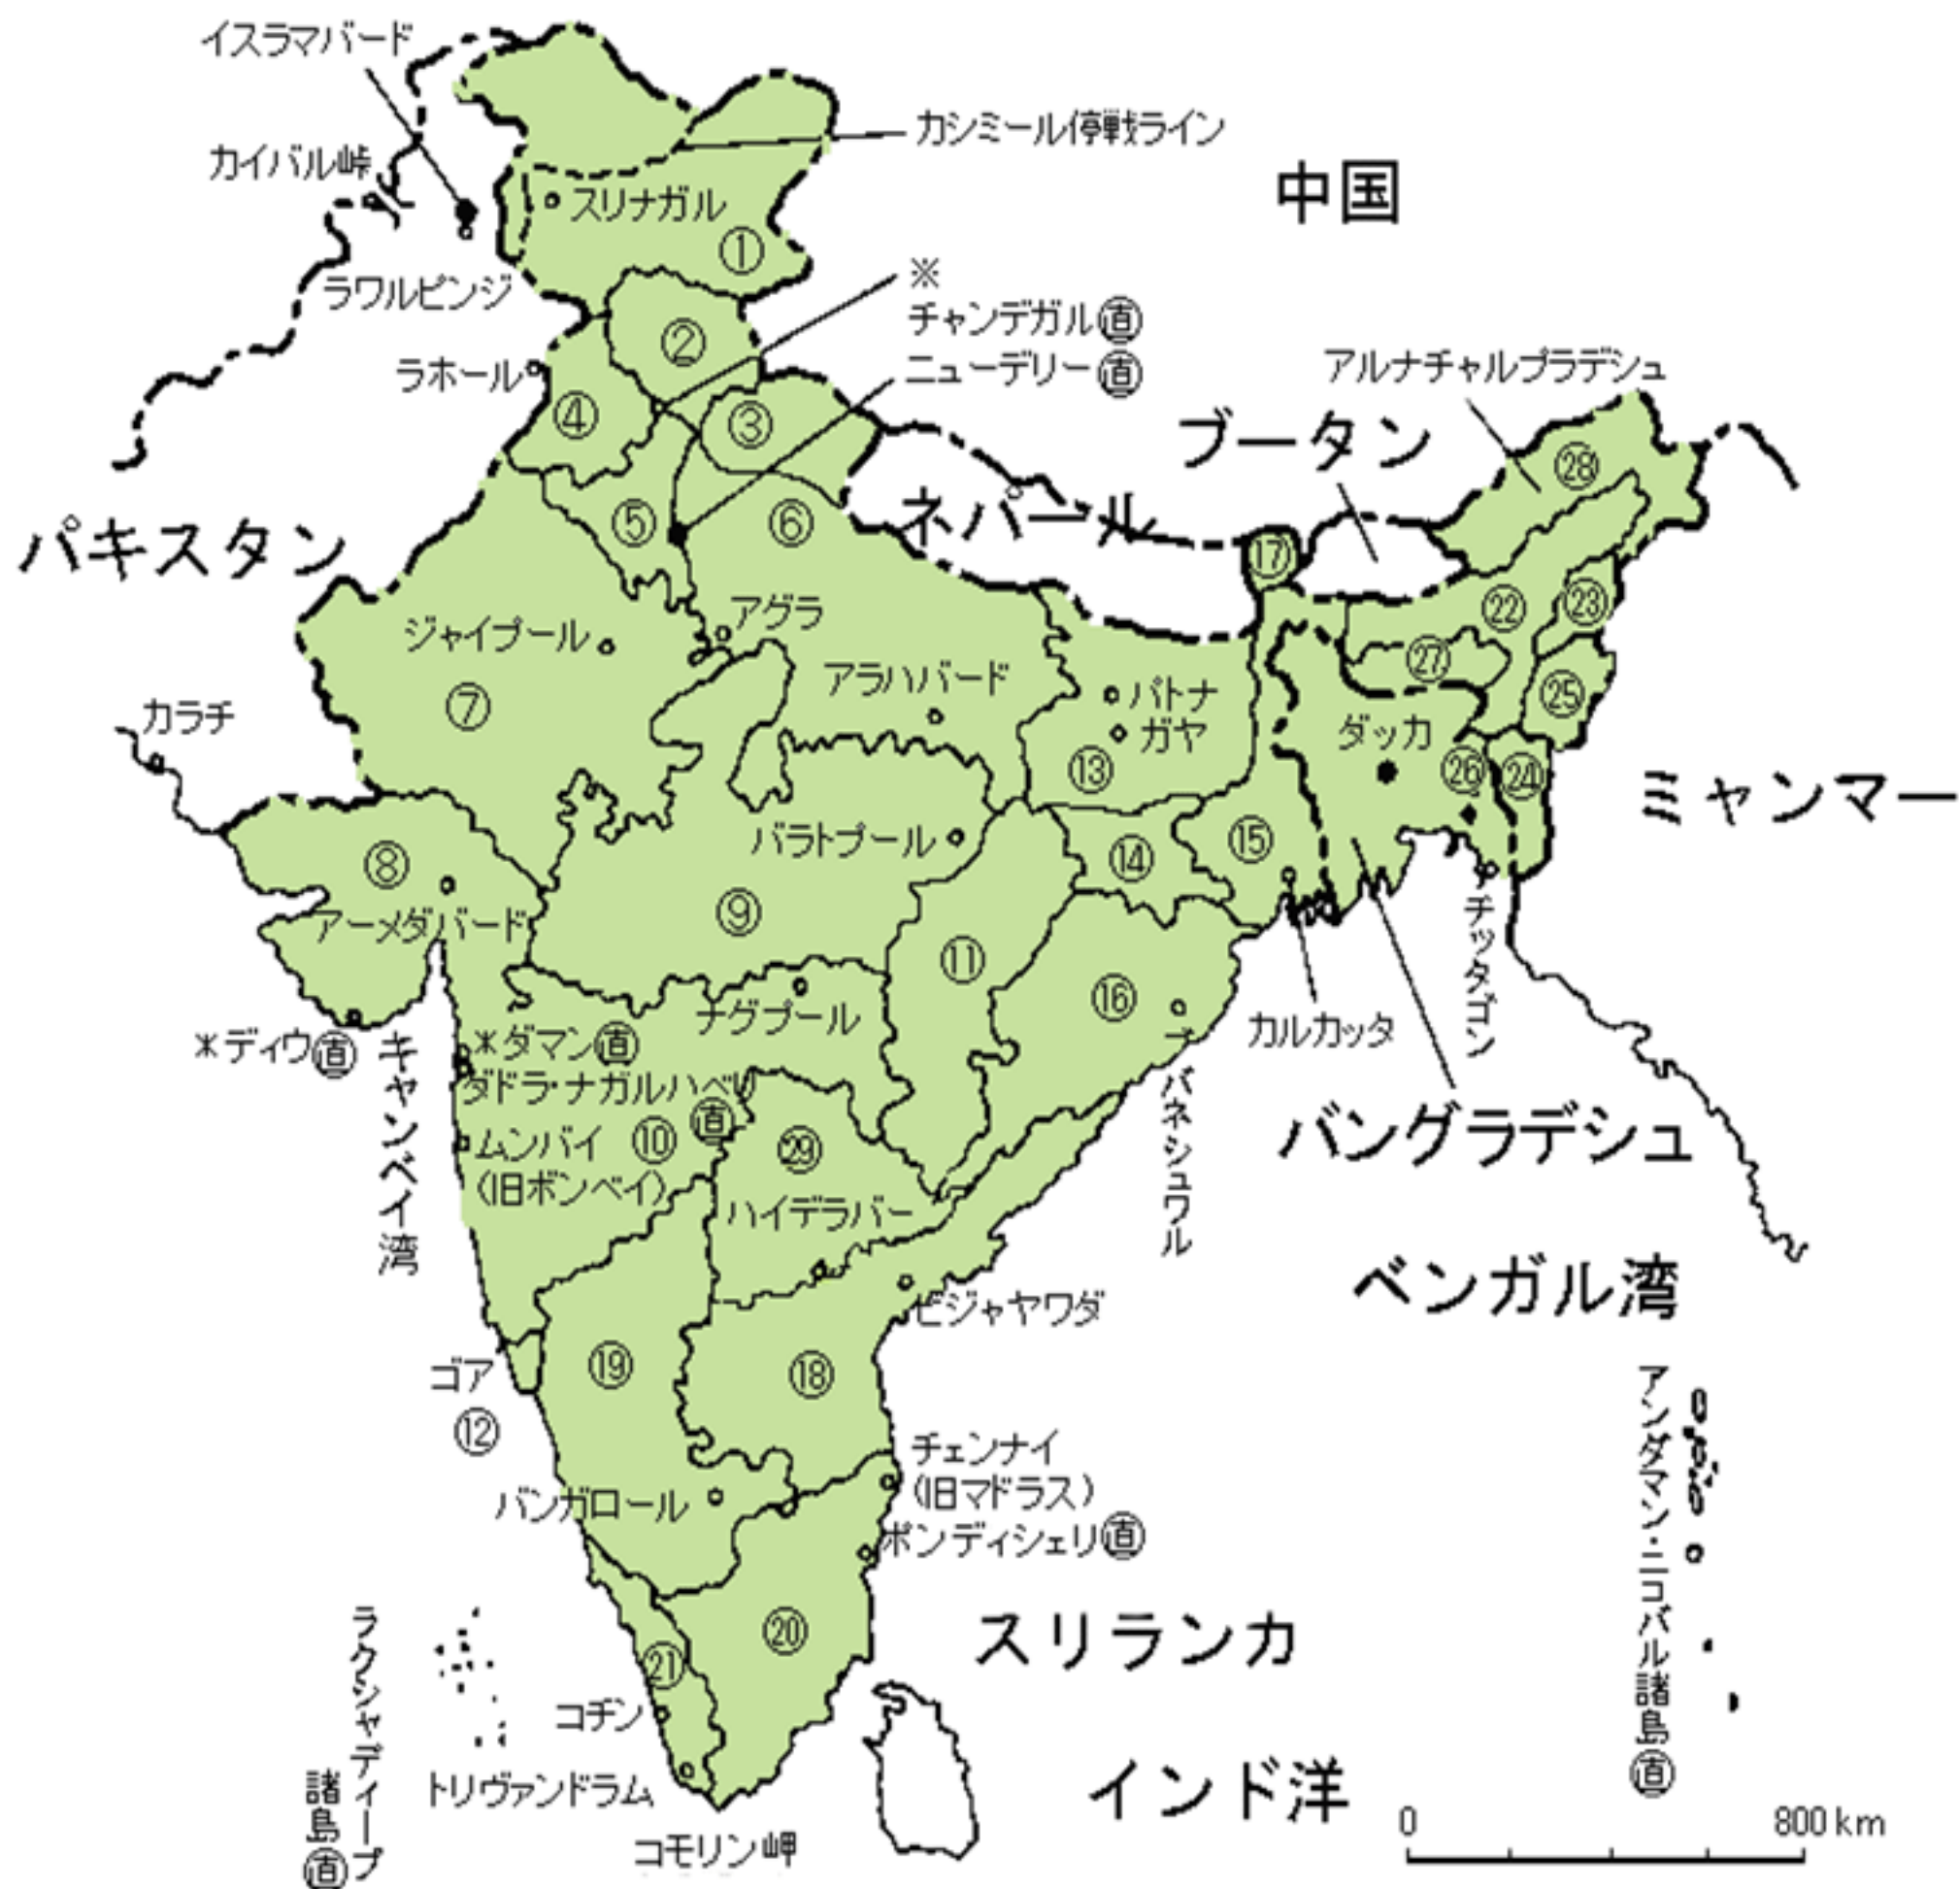 イスラマバード
カシミール停戦ライン
カイバル峠
中国
スリナガル
①
※
ラワルピンジ
チャンデガル直
②
ニューデリー直
ラホール
アルナチャルプラデシュ
④
③
ブータン
㉘
⑤
⑥
ネパール
パキスタン
⑰
㉒
㉓
アグラ
ジャイプール
㉗
アラハバード
パトナ
㉕
⑦
カラチ
ガヤ
ダッカ
⑬
㉖
㉔
ミャンマー
バラトプール
⑭
⑮
⑧
アーメダバード
⑨
チッタゴン
⑪
⑯
ナグプール
カルカッタ
*ディウ直
*ダマン直
キャンベイ湾
ダドラ・ナガルハベリ
直
ブバネシュワル
ムンバイ
⑩
(旧ボンベイ)
㉙
バングラデシュ
ハイデラバー
ベンガル湾
ビジャヤワダ
ゴア
⑲
⑱
⑫
アンダマン・ニコバル諸島直
チェンナイ
(旧マドラス)
バンガロール
ポンディシェリ直
スリランカ
⑳
㉑
ラクシャディープ
諸島直
コチン
トリヴァンドラム
インド洋
コモリン岬
0 800km